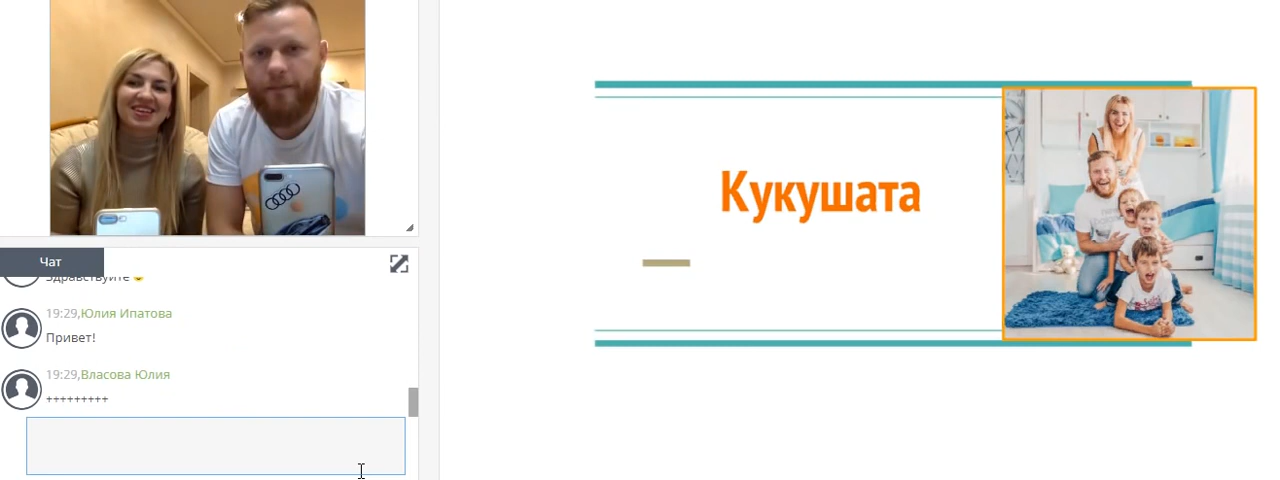 Кукушата
Чат
Здравствуйте
19:29,Юлия Ипатова
Привет!
19:29,Власова Юлия
+++++++++